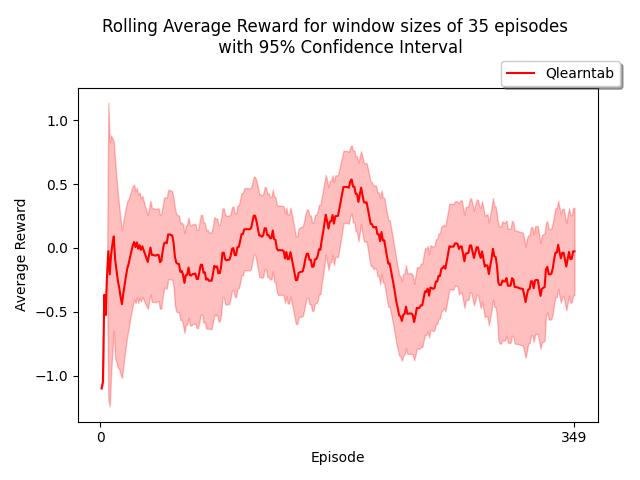 Rolling Average Reward for window sizes of 35 episodes
with 95% Confidence Interval
Qlearntab
1.0
0.5
0.0
−0.5
−1.0
Average Reward
0
349
Episode